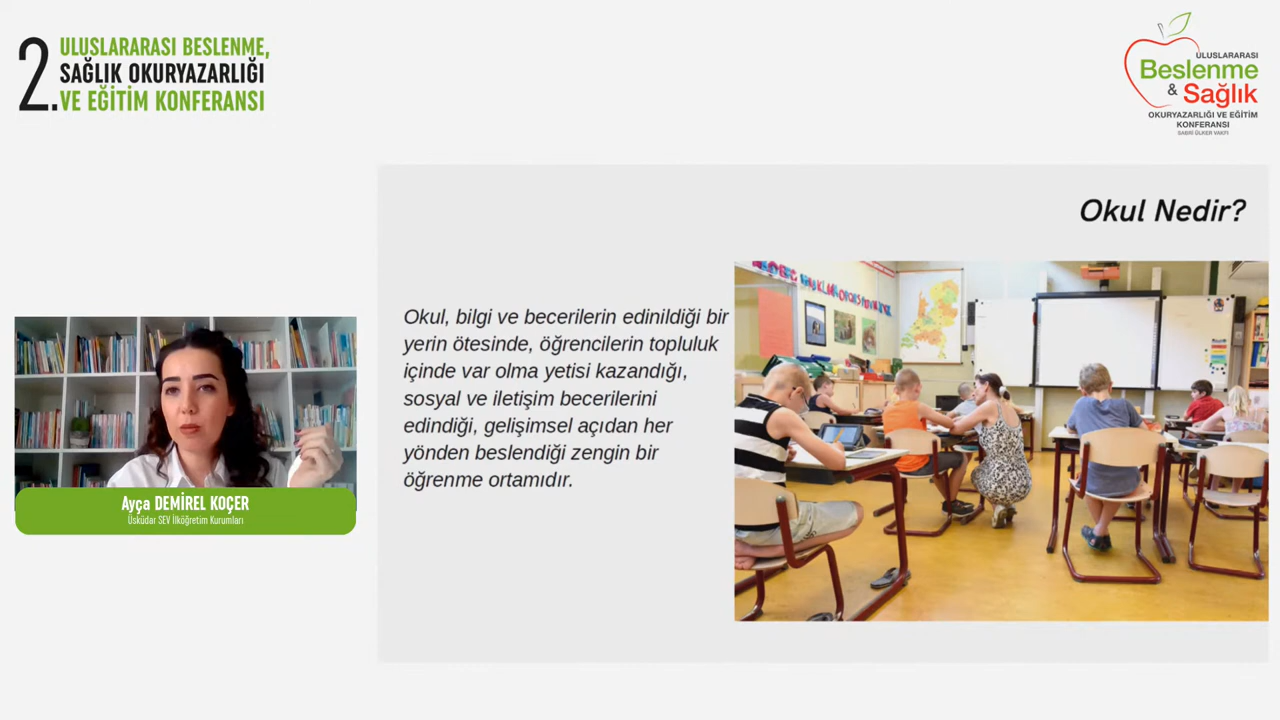 2.
ULUSLARARASI BESLENME,
SAĞLIK OKURYAZARLIĞI
VE EĞİTİM KONFERANSI
ULUSLARARASI
Beslenme
& Sağlık
OKURYAZARLIĞI VE EĞİTİM
KONFERANSI
SABRİ ÜLKER VAKFI
Okul Nedir?
Okul, bilgi ve becerilerin edinildiği bir
yerin ötesinde, öğrencilerin topluluk
içinde var olma yetisi kazandığı,
sosyal ve iletişim becerilerini
edindiği, gelişimsel açıdan her
yönden beslendiği zengin bir
öğrenme ortamıdır.
Ayça DEMİREL KOÇER
Üsküdar SEV İlköğretim Kurumları